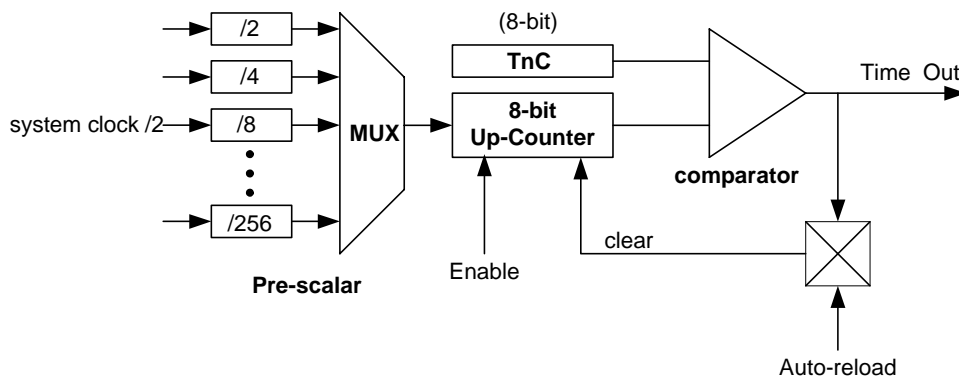 /2
/4
system clock /2
/8
/256
MUX
Pre-scalar
(8-bit)
TnC
8-bit
Up-Counter
Enable
comparator
Time Out
clear
Auto-reload